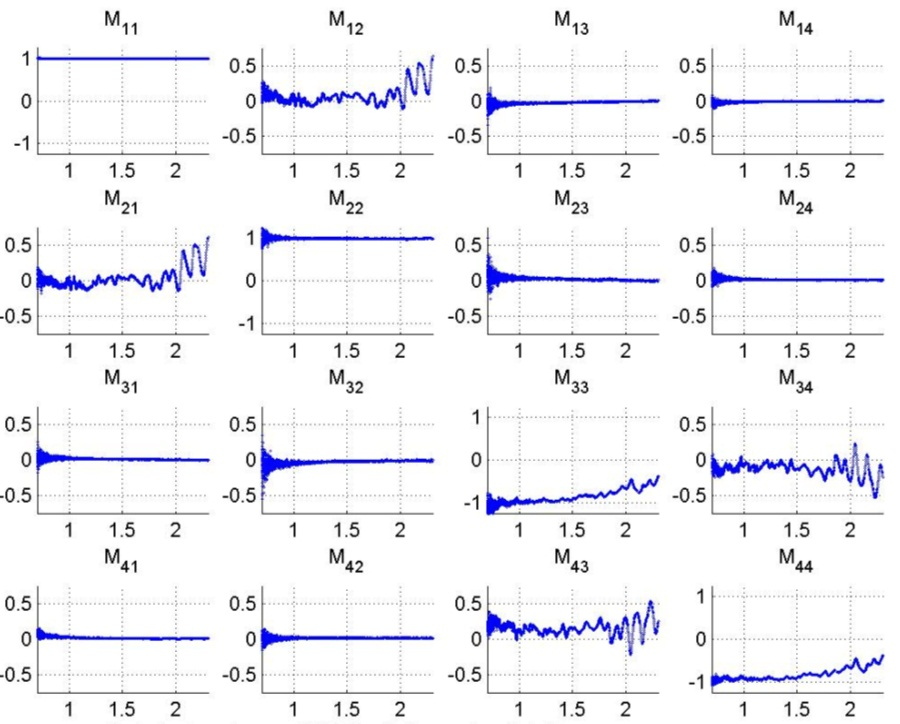 M11 M12 M13 M14
1 0.5 0.5 0.5
0 0 0 0
-1 -0.5 -0.5 -0.5
1 1.5 2 1 1.5 2 1 1.5 2 1 1.5 2
M21 M22 M23 M24
0.5 1 0.5 0.5
0 0 0 0
-0.5 -1 -0.5 -0.5
1 1.5 2 1 1.5 2 1 1.5 2 1 1.5 2
M31 M32 M33 M34
0.5 0.5 1 0.5
0 0 0 0
-0.5 -0.5 -1 -0.5
1 1.5 2 1 1.5 2 1 1.5 2 1 1.5 2
M41 M42 M43 M44
0.5 0.5 0.5 1
0 0 0 0
-0.5 -0.5 -0.5 -1
1 1.5 2 1 1.5 2 1 1.5 2 1 1.5 2